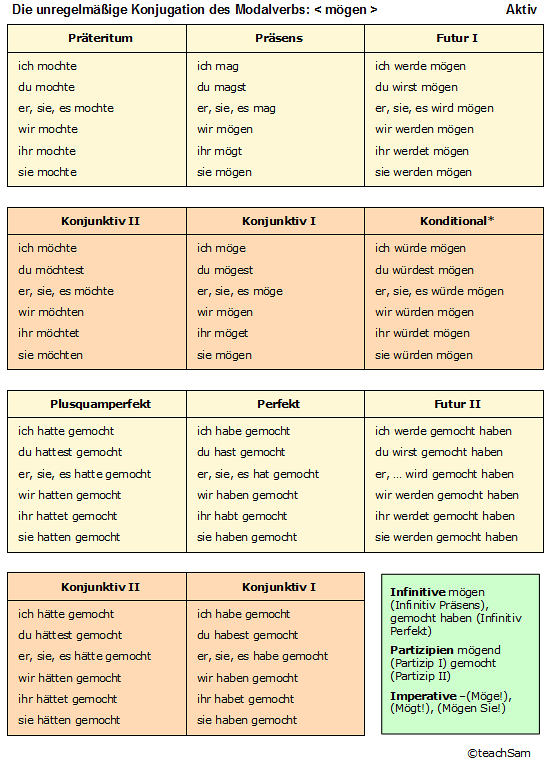 Die unregelmäßige Konjugation des Modalverbs: < mögen > Aktiv
Präteritum Präsens Futur I
ich mochte ich mag ich werde mögen
du mochte du magst du wirst mögen
er, sie, es mochte er, sie, es mag er, sie, es wird mögen
wir mochte wir mögen wir werden mögen
ihr mochte ihr mögt ihr werdet mögen
sie mochte sie mögen sie werden mögen
Konjunktiv II Konjunktiv I Konditional*
ich möchte ich möge ich würde mögen
du möchtest du mögest du würdest mögen
er, sie, es möchte er, sie, es möge er, sie, es würde mögen
wir möchten wir mögen wir würden mögen
ihr möchtet ihr möget ihr würdet mögen
sie möchten sie mögen sie würden mögen
Plusquamperfekt Perfekt Futur II
ich hatte gemocht ich habe gemocht ich werde gemocht haben
du hattest gemocht du hast gemocht du wirst gemocht haben
er, sie, es hatte gemocht er, sie, es hat gemocht er, ... wird gemocht haben
wir hatten gemocht wir haben gemocht wir werden gemocht haben
ihr hattet gemocht ihr habt gemocht ihr werdet gemocht haben
sie hatten gemocht sie haben gemocht sie werden gemocht haben
Konjunktiv II Konjunktiv I
ich hätte gemocht ich habe gemocht
du hättest gemocht du habest gemocht
er, sie, es hätte gemocht er, sie, es habe gemocht
wir hätten gemocht wir haben gemocht
ihr hättet gemocht ihr habet gemocht
sie hätten gemocht sie haben gemocht
Infinitive mögen
(Infinitiv Präsens),
gemocht haben (Infinitiv
Perfekt)
Partizipien mögend
(Partizip I) gemocht
(Partizip II)
Imperative –(Möge!),
(Mögt!), (Mögen Sie!)
©teachSam